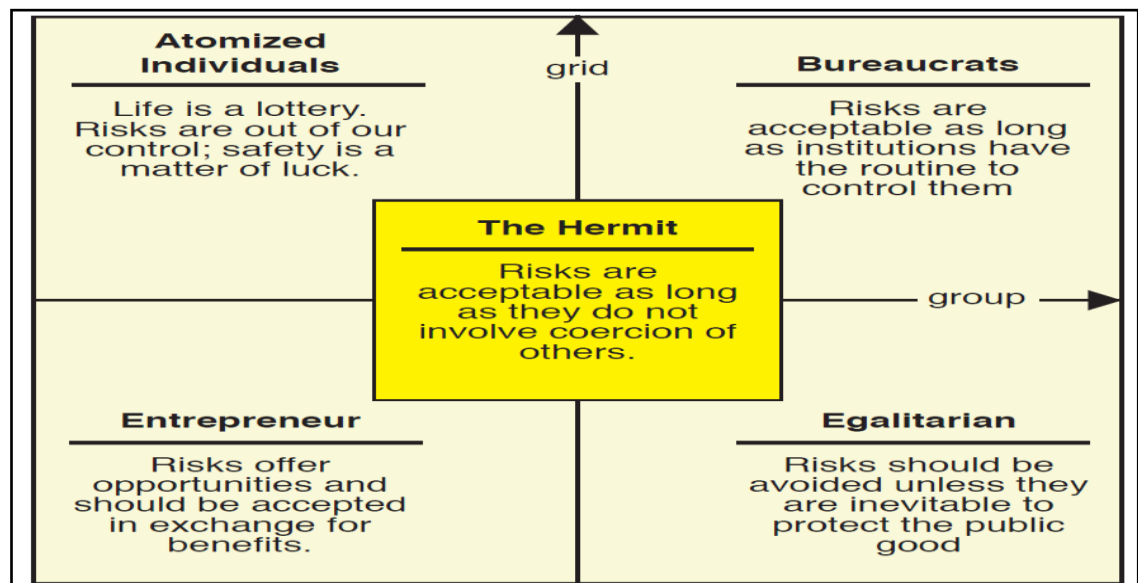 Atomized
Individuals
Life is a lottery.
Risks are out of our
control; safety is a
matter of luck.
grid
Bureaucrats
Risks are
acceptable as long
as institutions have
the routine to
control them
The Hermit
Risks are
acceptable as long
as they do not
involve coercion of
others.
group
Entrepreneur
Risks offer
opportunities and
should be accepted
in exchange for
benefits.
Egalitarian
Risks should be
avoided unless they
are inevitable to
protect the public
good